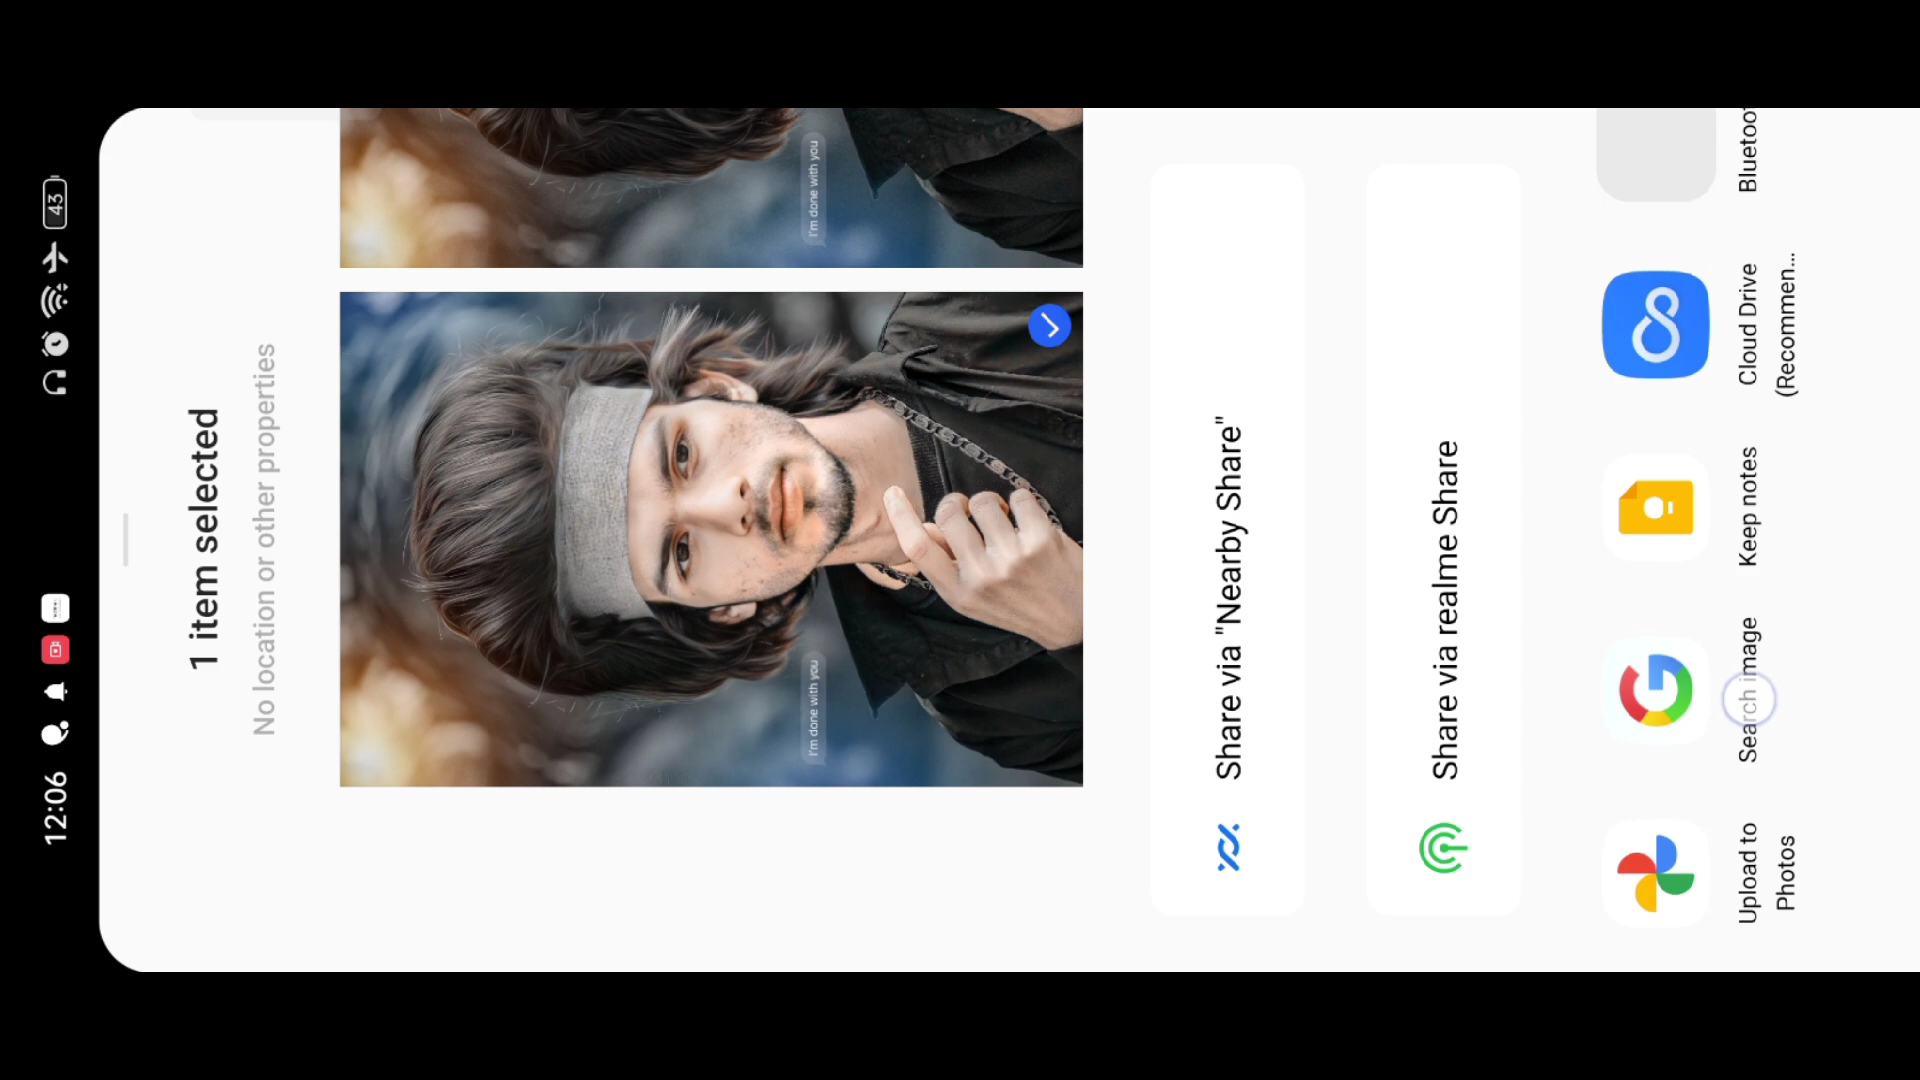 12:06
43
1 item selected
No location or other properties
I'm done with you
I'm done with you
Share via "Nearby Share"
Share via realme Share
Upload to
Photos
Search image
Keep notes
Cloud Drive
(Recommen...
Bluetoo